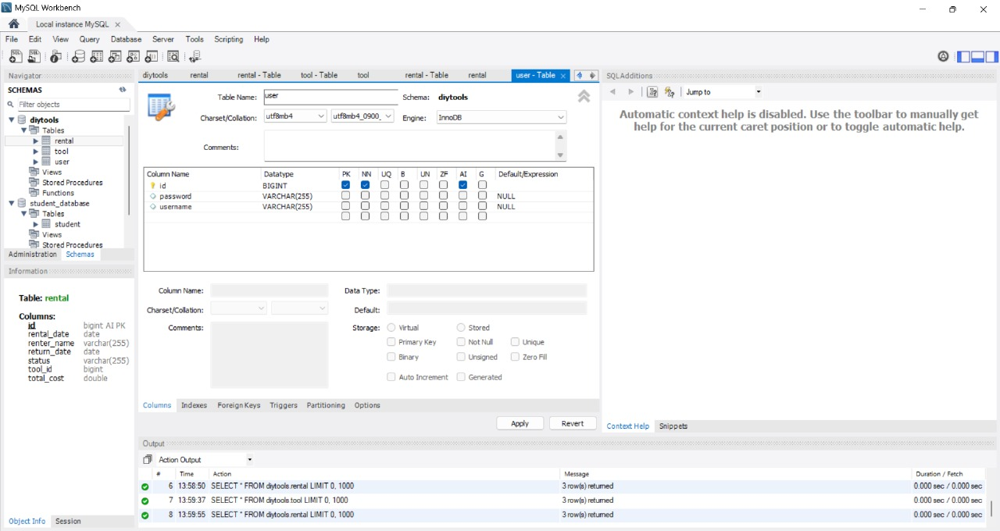 MySQL Workbench
Local instance MySQL
File Edit View Query Database Server Tools Scripting Help
Navigator
SCHEMAS
Filter objects
diytools
Tables
rental
tool
user
Views
Stored Procedures
Functions
student_database
Tables
student
Views
Stored Procedures
Administration Schemas
Information
Table: rental
Columns:
id bigint AI PK
rental_date date
renter_name varchar(255)
return_date date
status varchar(255)
tool_id bigint
total_cost double
Object Info Session
diytools rental rental - Table tool - Table tool rental - Table rental user - Table
Table Name: user Schema: diytools
Charset/Collation: utf8mb4 utf8mb4_0900_ Engine: InnoDB
Comments:
Column Name Datatype PK NN UQ B UN ZF AI G Default/Expression
id BIGINT
password VARCHAR(255) NULL
username VARCHAR(255) NULL
Column Name: Data Type:
Charset/Collation: Default:
Comments: Storage: Virtual Stored
Primary Key Not Null Unique
Binary Unsigned Zero Fill
Auto Increment Generated
Columns Indexes Foreign Keys Triggers Partitioning Options
Apply Revert
SQLAdditions
Jump to
Automatic context help is disabled. Use the toolbar to manually get
help for the current caret position or to toggle automatic help.
Context Help Snippets
Output
Action Output
# Time Action Message Duration / Fetch
6 13:58:50 SELECT * FROM diytools.rental LIMIT 0, 1000 3 row(s) returned 0.000 sec / 0.000 sec
7 13:59:37 SELECT * FROM diytools.tool LIMIT 0, 1000 3 row(s) returned 0.000 sec / 0.000 sec
8 13:59:55 SELECT * FROM diytools.rental LIMIT 0, 1000 3 row(s) returned 0.000 sec / 0.000 sec